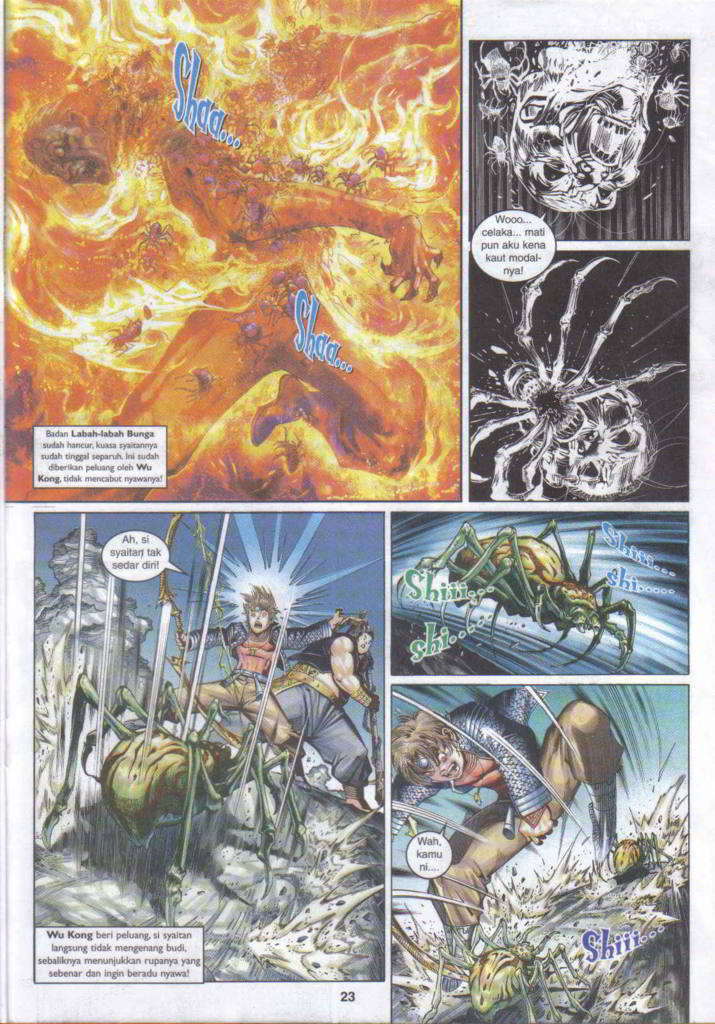 Shaa...
Shaa...
Badan Labah-labah Bunga
sudah hancur, kuasa syaitannya
sudah tinggal separuh. Ini sudah
diberikan peluang oleh Wu
Kong, tidak mencabut nyawanya!
Wooo...
celaka... mati
pun aku kena
kaut modal-
nya!
Ah, si
syaitan tak
sedar diri!
Wu Kong beri peluang, si syaitan
langsung tidak mengenang budi,
sebaliknya menunjukkan rupanya yang
sebenar dan ingin beradu nyawa!
Shiii...
shi.....
Shiii....
shi.....
Wah,
kamu
ni....
Shiii...
23